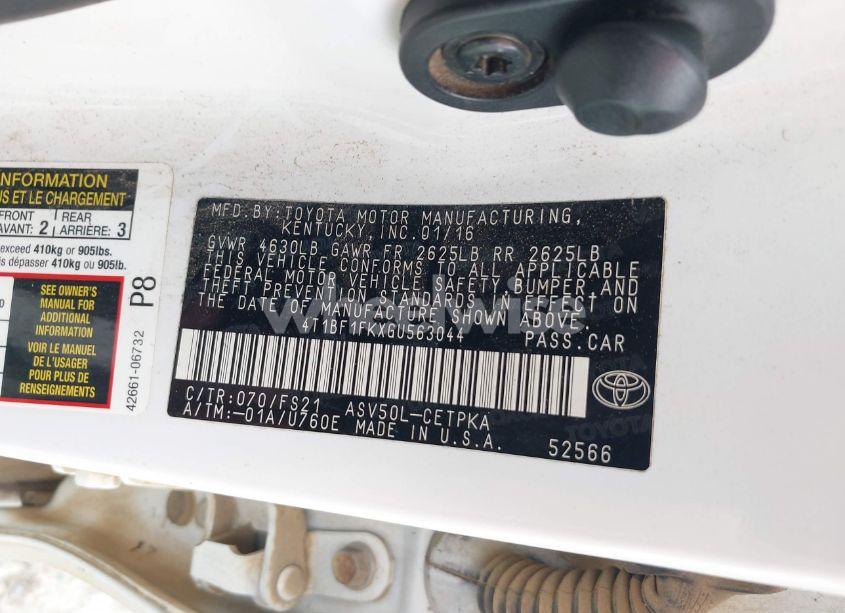 NFORMATION
US ET LE CHARGEMENT
FRONT
AVANT: 2
REAR
ARRIÈRE: 3
exceed 410kg or 905lbs.
s dépasser 410kg ou 905lb.
SEE OWNER'S
MANUAL FOR
ADDITIONAL
INFORMATION
VOIR LE MANUEL
DE L'USAGER
POUR PLUS DE
RENSEIGNEMENTS
P8
42661-06732
MFD.BY:TOYOTA MOTOR MANUFACTURING,
KENTUCKY, INC.01/16
GVWR 4630LB GAWR FR 2625LB RR 2625LB
THIS VEHICLE CONFORMS TO ALL APPLICABLE
FEDERAL MOTOR VEHICLE SAFETY, BUMPER AND
THEFT PREVENTION STANDARDS IN EFFECT ON
THE DATE OF MANUFACTURE SHOWN ABOVE.
4T1BF1FKXGU563044 PASS.CAR
C/TR:070/FS21 ASV50L-CETPKA
A/TM:-01A/U760E MADE IN U.S.A.
52566
TOYOTA